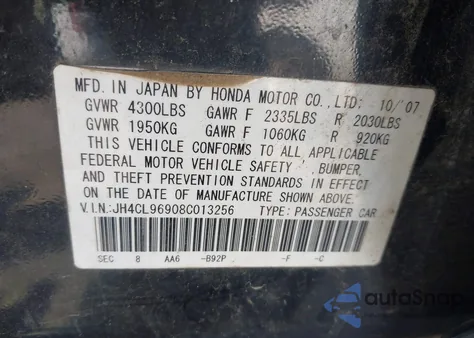 MFD. IN JAPAN BY HONDA MOTOR CO., LTD: 10/'07
GVWR 4300LBS GAWR F 2335LBS R 2030LBS
GVWR 1950KG GAWR F 1060KG R 920KG
THIS VEHICLE CONFORMS TO ALL APPLICABLE
FEDERAL MOTOR VEHICLE SAFETY , BUMPER,
AND THEFT PREVENTION STANDARDS IN EFFECT
ON THE DATE OF MANUFACTURE SHOWN ABOVE.
V.I.N:JH4CL96908C013256 TYPE: PASSENGER CAR
SEC 8 AA6 -B92P -F -C
autoSnap